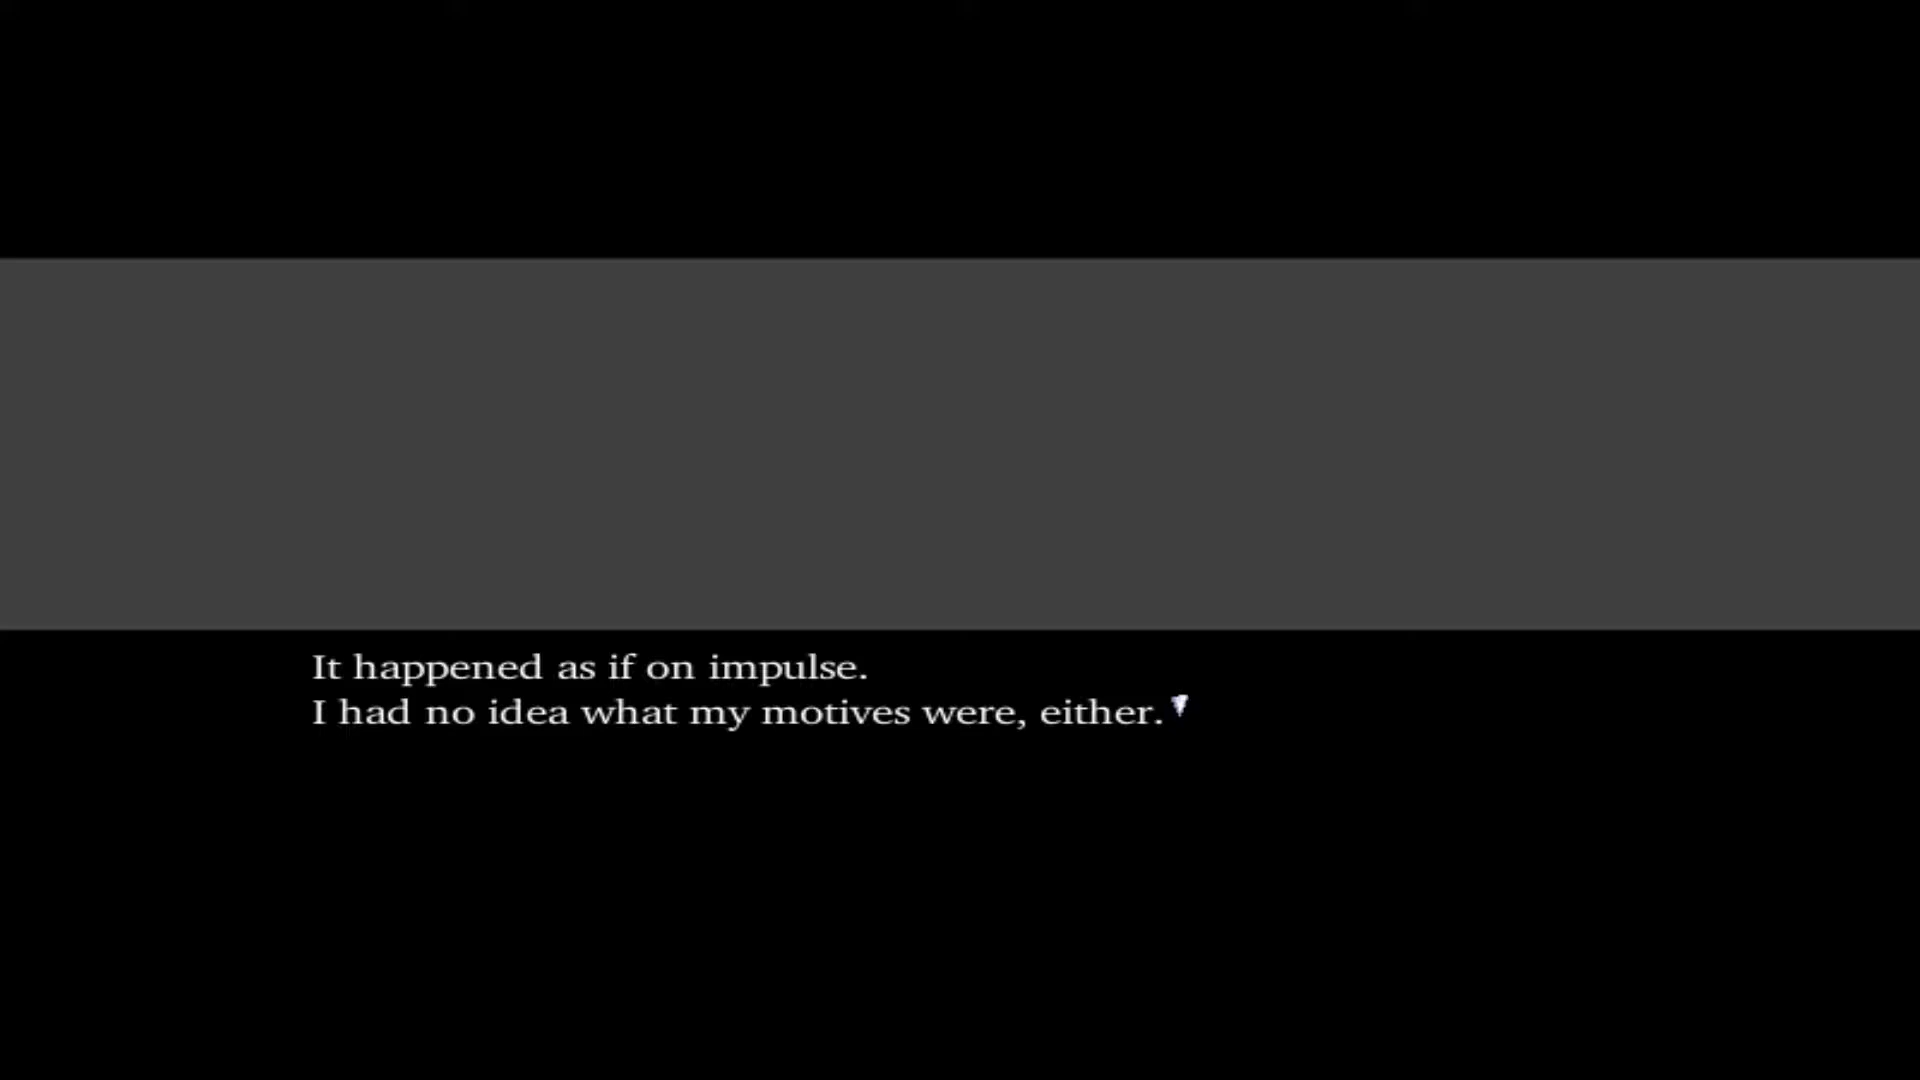 It happened as if on impulse.
I had no idea what my motives were, either.